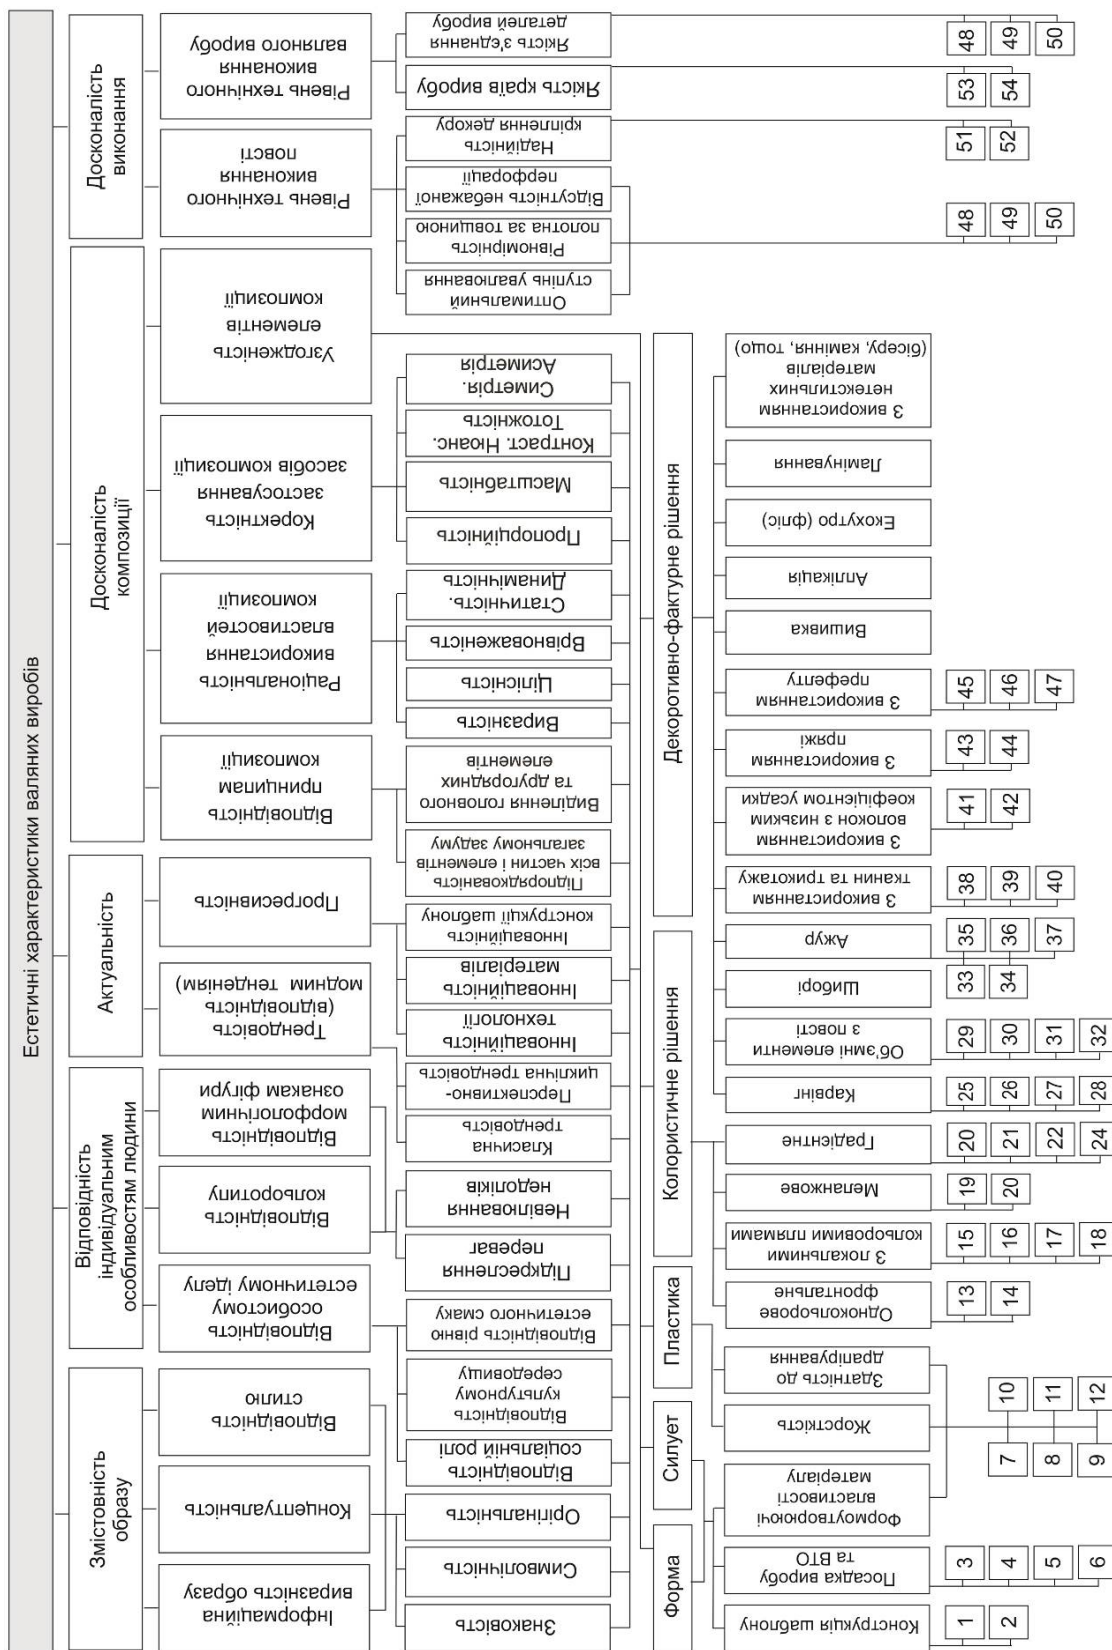 Естетичні характеристики валяних виробів
Змістовність
образу
Відповідність
індивідуальним
особливостям людини
Актуальність
Досконалість
композиції
Досконалість
виконання
Інформаційна
виразність образу
Концептуальність
Відповідність
стилю
Відповідність
особистому
естетичному іделу
Відповідність
кольоротипу
Відповідність
морфологічним
ознакам фігури
Трендовість
(відповідність
модним тенденіям)
Прогресивність
Відповідність
принципам
композиції
Раціональність
використання
властивостей
композиції
Коректність
застосування
засобів композиції
Узгодженість
елементів
композиції
Рівень технічного
виконання
повсті
Рівень технічного
виконання
валяного виробу
Знаковість
Символічність
Орігінальність
Відповідність
соціальній ролі
Відповідність
культурному
середовищу
Відповідність рівню
естетичного смаку
Підкреслення
переваг
Невілювання
недоліків
Класична
трендовість
Перспективно-
циклічна трендовість
Інноваційність
технології
Інноваційність
матеріалів
Інноваційність
конструкції шаблону
Підпорядкованість
всіх частин і елементів
загальному задуму
Виділення головного
та другорядних
елементів
Виразність
Цілісність
Врівноваженість
Статичність.
Динамічність
Пропорційність
Масштабність
Контраст. Нюанс.
Тотожність
Симетрія.
Асиметрія
Оптимальний
ступінь увалювання
Рівномірність
полотна за товщиною
Відсутність небажаної
перфорації
Надійність
кріплення декору
Якість країв виробу
Якість з'єднання
деталей виробу
Форма
Силует
Пластика
Колористичне рішення
Декоротивно-фактурне рішення
Конструкція шаблону
Посадка виробу
та ВТО
Формоутворюючі
властивості
матеріалу
Жорсткість
Здатність до
драпірування
Однокольорове
фронтальне
З локальними
кольоровими плямами
Меланжове
Градієнтне
Карвінг
Об'ємні елементи
з повсті
Шиборі
Ажур
З використанням
тканин та трикотажу
З використанням
волокон з низьким
коефіцієнтом усадки
З використанням
пряжі
З використанням
префелту
Вишивка
Аплікація
Екохутро (фліс)
Ламінування
З використанням
нетекстильних
матеріалів
(бісеру, каміння, тощо)
1
2
3
4
5
6
7
8
9
10
11
12
13
14
15
16
17
18
19
20
20
21
22
24
25
26
27
28
29
30
31
32
33
34
35
36
37
38
39
40
41
42
43
44
45
46
47
48
49
50
51
52
53
54
48
49
50